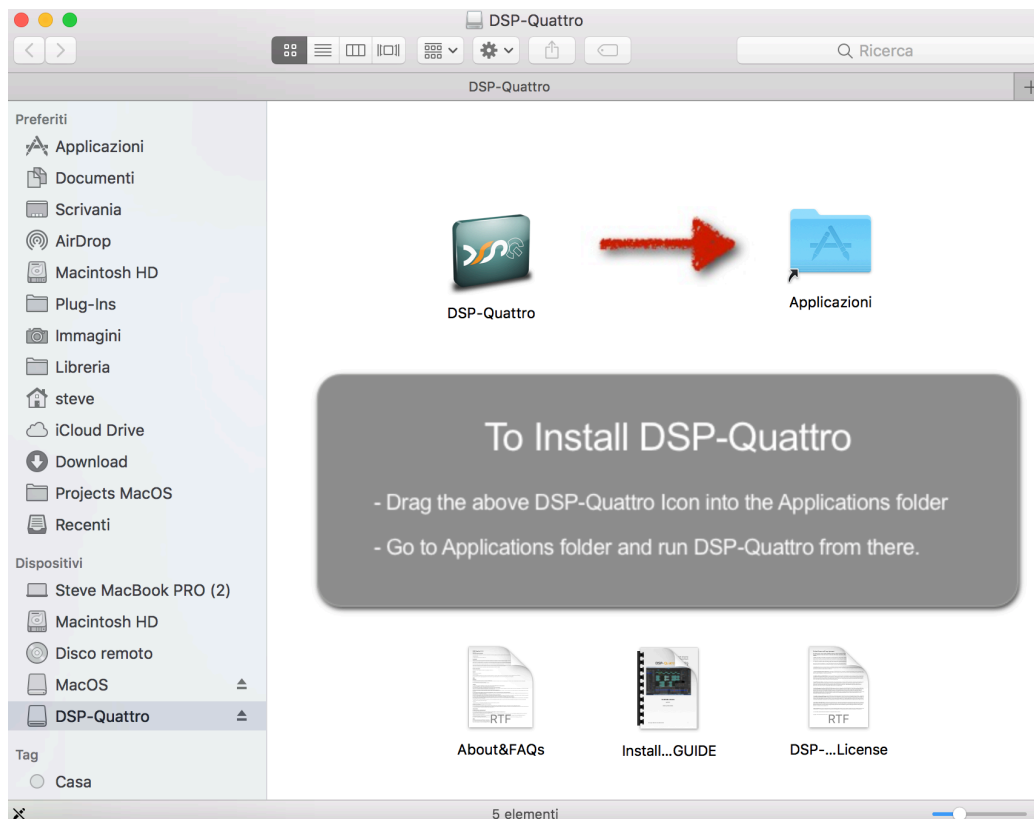 DSP-Quattro
Ricerca
DSP-Quattro
Preferiti
Applicazioni
Documenti
Scrivania
AirDrop
Macintosh HD
Plug-Ins
Immagini
Libreria
steve
iCloud Drive
Download
Projects MacOS
Recenti
Dispositivi
Steve MacBook PRO (2)
Macintosh HD
Disco remoto
MacOS
DSP-Quattro
Tag
Casa
DSP-Quattro
Applicazioni
To Install DSP-Quattro
- Drag the above DSP-Quattro Icon into the Applications folder
- Go to Applications folder and run DSP-Quattro from there.
RTF
RTF
About&FAQs
Install...GUIDE
DSP-...License
5 elementi